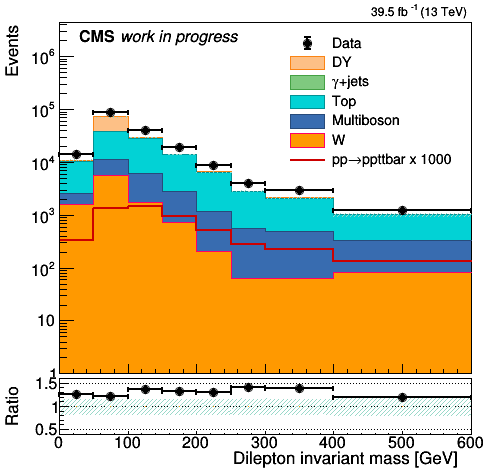 39.5 fb⁻¹ (13 TeV)
CMS work in progress
Events
10⁶
10⁵
10⁴
10³
10²
10
1
Data
DY
γ+jets
Top
Multiboson
W
pp→ppttbar x 1000
Ratio
1.5
1
0.5
0 100 200 300 400 500 600
Dilepton invariant mass [GeV]